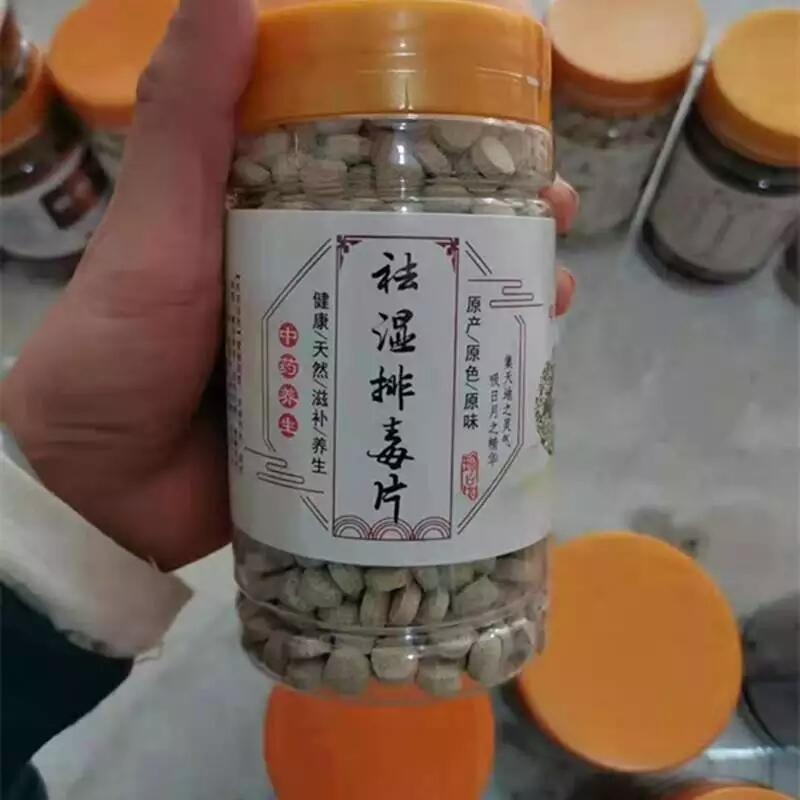 祛湿排毒片
原产/原色/原味
集天地之灵气
吸日月之精华
健康/天然/滋补/养生
中药养生